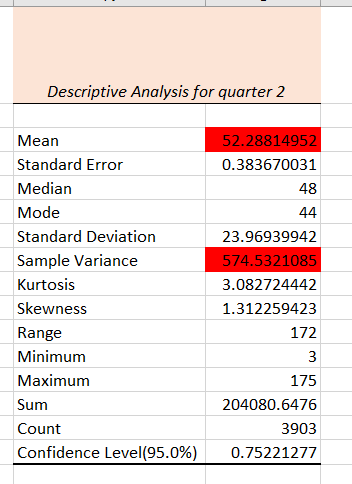 Descriptive Analysis for quarter 2
Mean 52.28814952
Standard Error 0.383670031
Median 48
Mode 44
Standard Deviation 23.96939942
Sample Variance 574.5321085
Kurtosis 3.082724442
Skewness 1.312259423
Range 172
Minimum 3
Maximum 175
Sum 204080.6476
Count 3903
Confidence Level(95.0%) 0.75221277